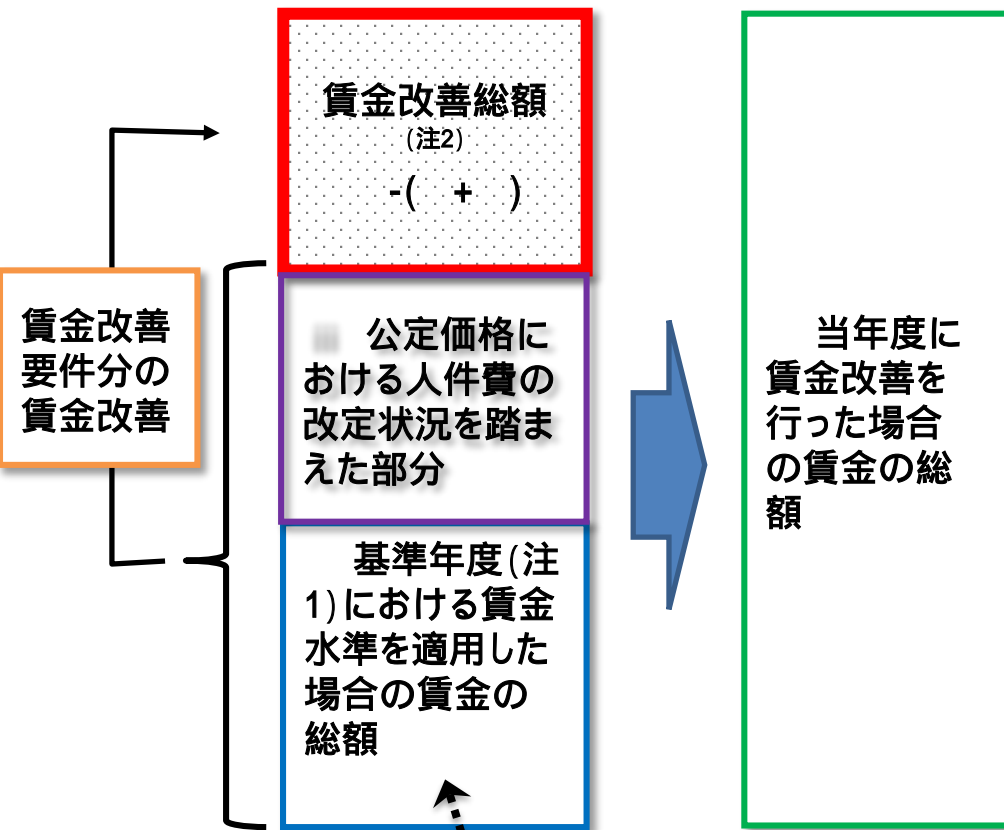 賃金改善総額
(注2)
-( + )
賃金改善
要件分の
賃金改善
公定価格に
おける人件費の
改定状況を踏ま
えた部分
基準年度(注
1)における賃金
水準を適用した
場合の賃金の
総額
当年度に
賃金改善を
行った場合
の賃金の総
額